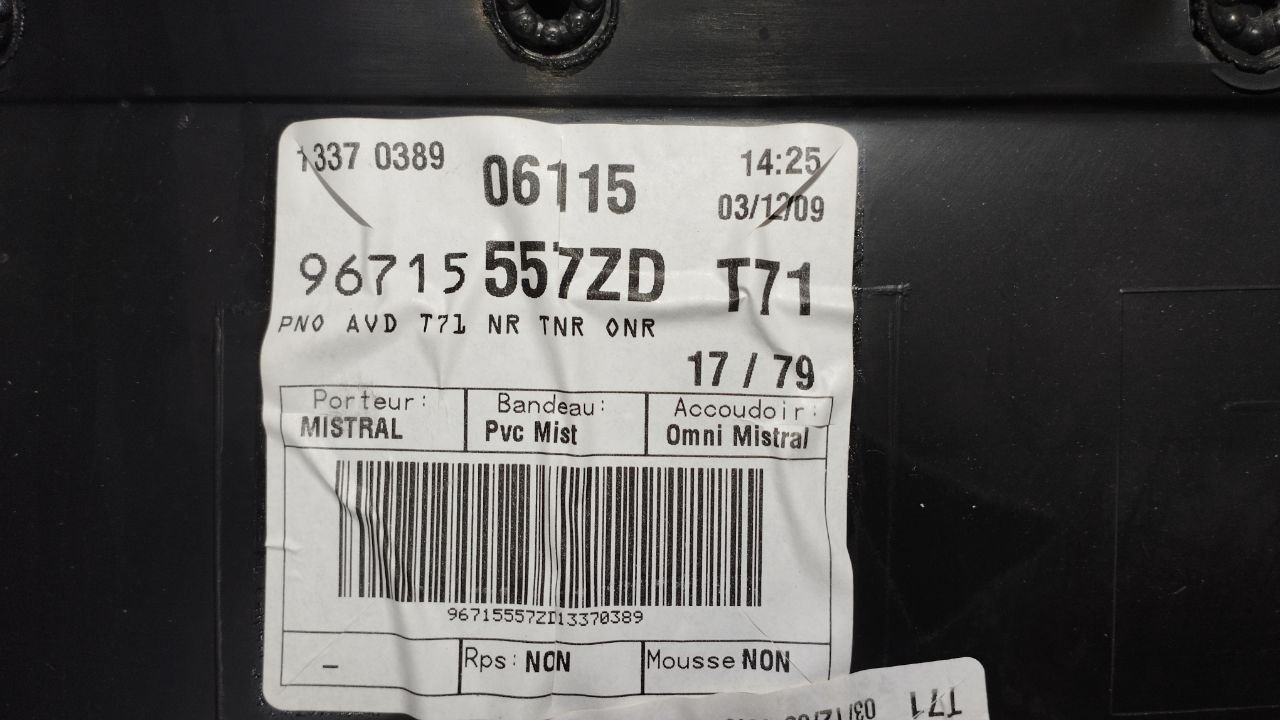 1337 0389 06115 14:25
03/12/09
96715 557ZD T71
PNO AVD T71 NR TNR ONR
17 / 79
Porteur: Bandeau: Accoudoir:
MISTRAL Pvc Mist Omni Mistral
96715557ZD13370389
– Rps: NON Mousse NON
T71